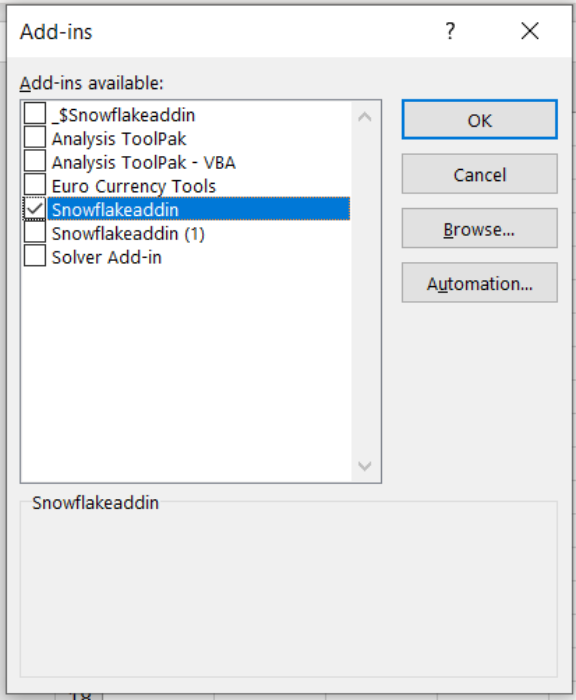 Add-ins
?
Add-ins available:
_$Snowflakeaddin
Analysis ToolPak
Analysis ToolPak - VBA
Euro Currency Tools
Snowflakeaddin
Snowflakeaddin (1)
Solver Add-in
OK
Cancel
Browse...
Automation...
Snowflakeaddin
18